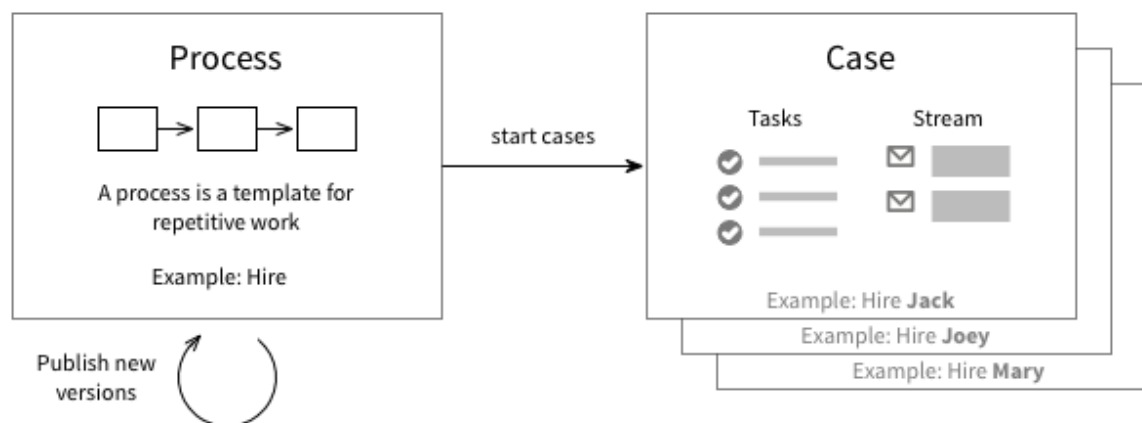 Process
A process is a template for
repetitive work
Example: Hire
Publish new
versions
start cases
Case
Tasks
Stream
Example: Hire Jack
Example: Hire Joey
Example: Hire Mary